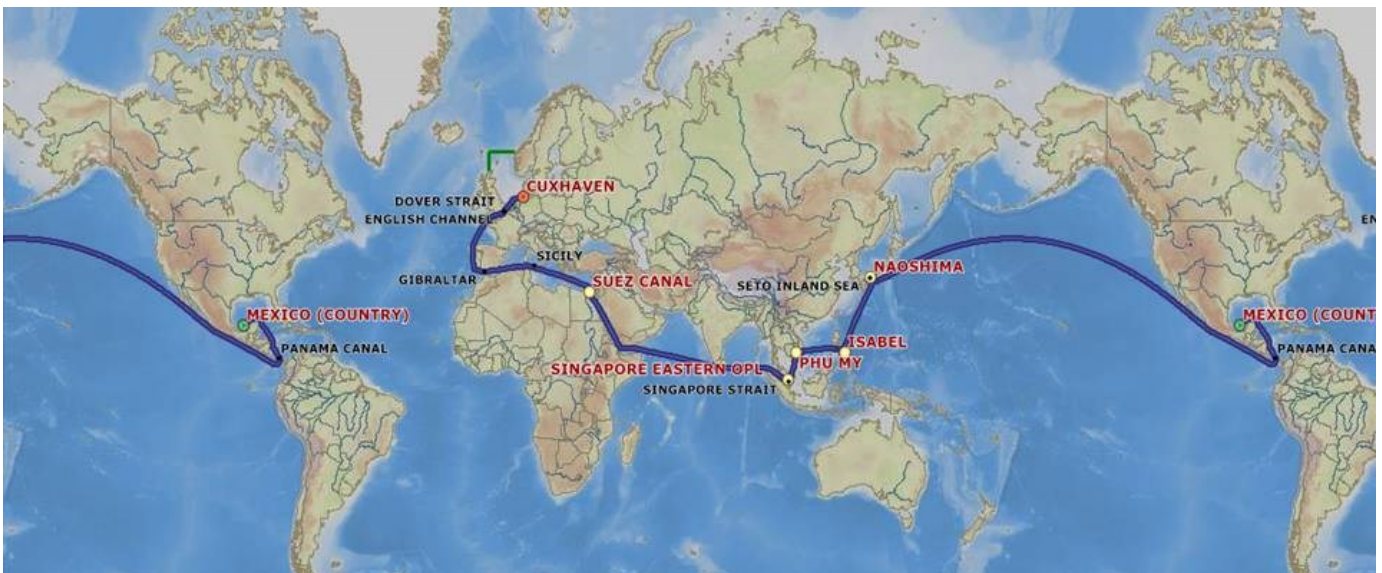 CUXHAVEN
DOVER STRAIT
ENGLISH CHANNEL
EN
SICILY
NAOSHIMA
GIBRALTAR
SUEZ CANAL
SETO INLAND SEA
MEXICO (COUNTRY)
MEXICO (COUNT
PANAMA CANAL
ISABEL
PANAMA CANA
PHU MY
SINGAPORE EASTERN OPL
SINGAPORE STRAIT